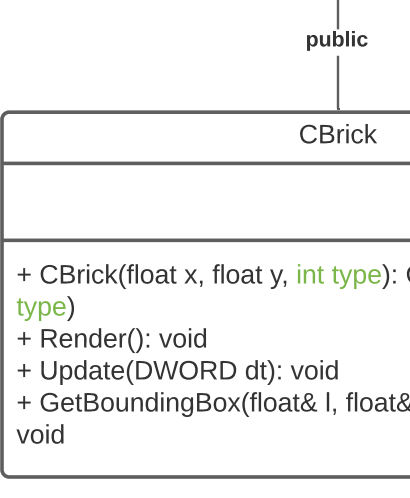 public
CBrick
+ CBrick(float x, float y, int type):
type)
+ Render(): void
+ Update(DWORD dt): void
+ GetBoundingBox(float& l, float&
void